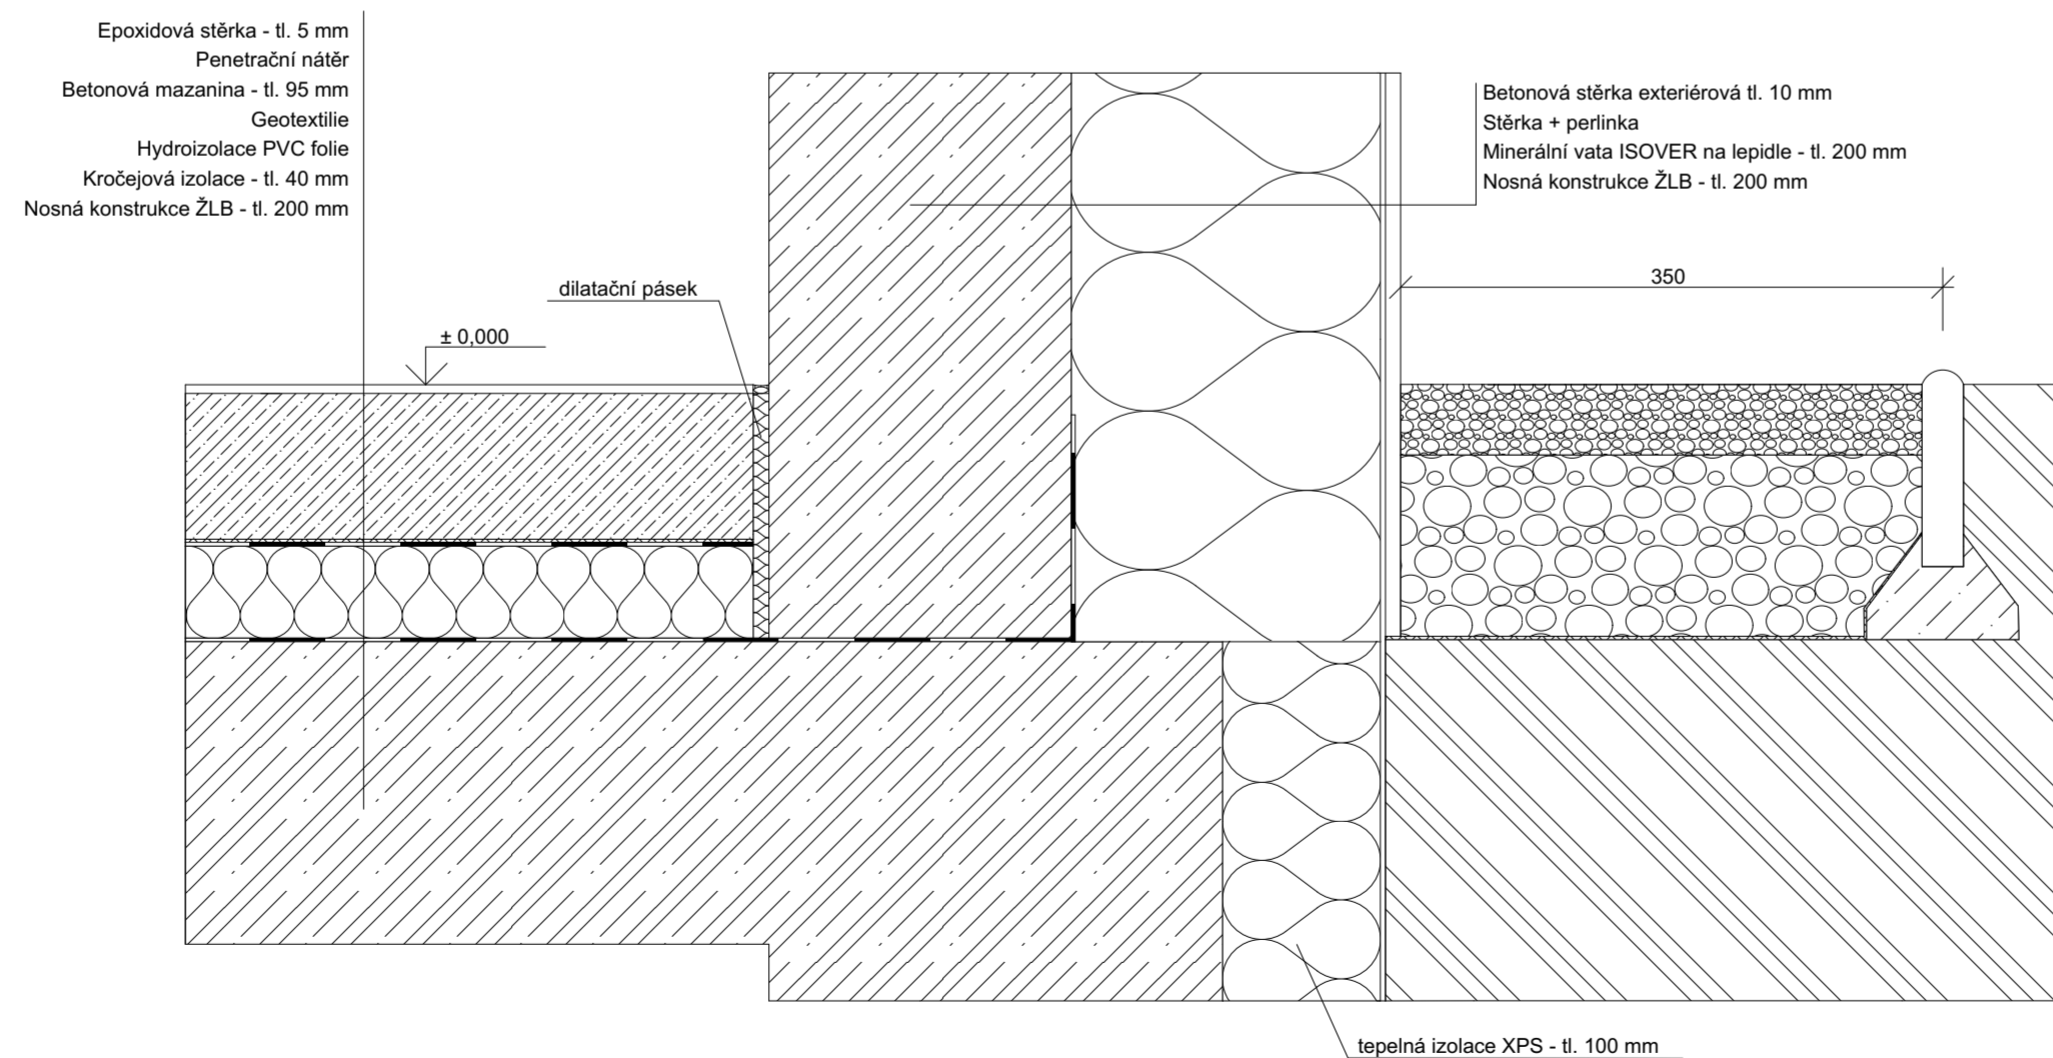 Epoxidová stěrka - tl. 5 mm
Penetrační nátěr
Betonová mazanina - tl. 95 mm
Geotextilie
Hydroizolace PVC folie
Kročejová izolace - tl. 40 mm
Nosná konstrukce ŽLB - tl. 200 mm
Betonová stěrka exteriérová tl. 10 mm
Stěrka + perlinka
Minerální vata ISOVER na lepidle - tl. 200 mm
Nosná konstrukce ŽLB - tl. 200 mm
350
dilatační pásek
± 0,000
tepelná izolace XPS - tl. 100 mm